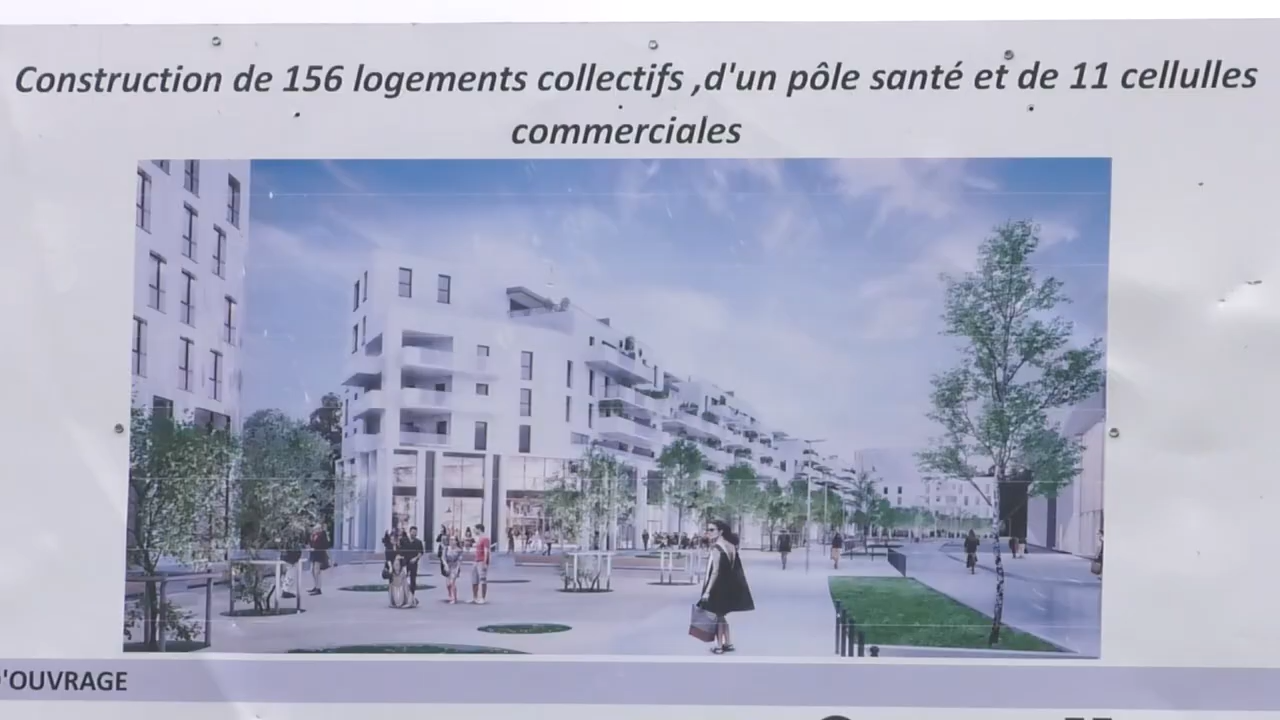 Construction de 156 logements collectifs ,d'un pôle santé et de 11 cellulles
commerciales
D'OUVRAGE